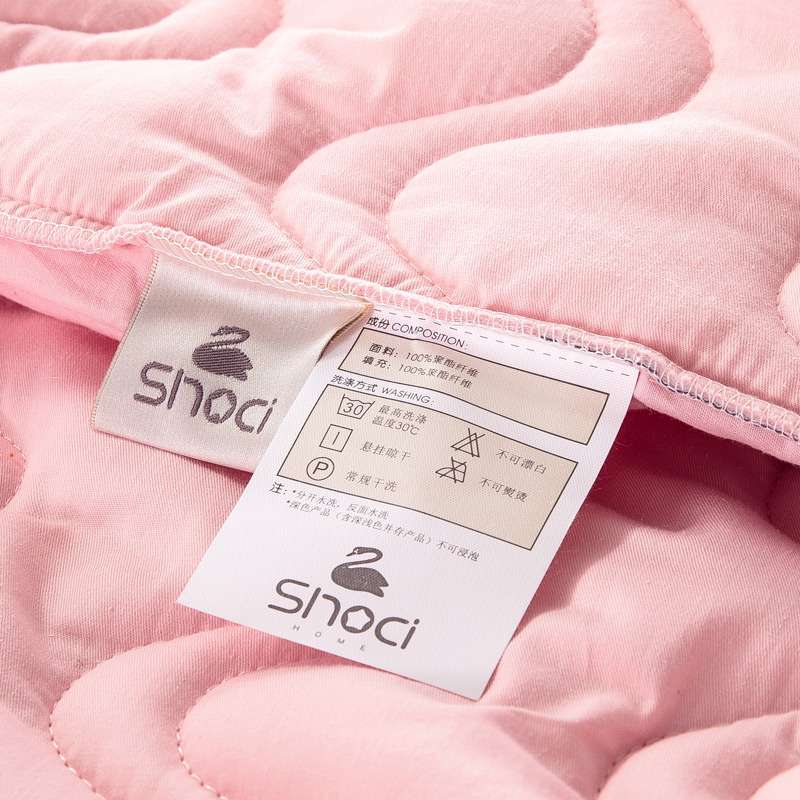 shoci
成份 COMPOSITION:
面料: 100%聚酯纤维
填充: 100%聚酯纤维
洗涤方式 WASHING:
30 最高洗涤温度30℃
不可漂白
悬挂晾干
不可熨烫
P 常规干洗
注: *分开水洗, 反面水洗
*深色产品 (含深浅色并存产品) 不可浸泡
shoci
HOME